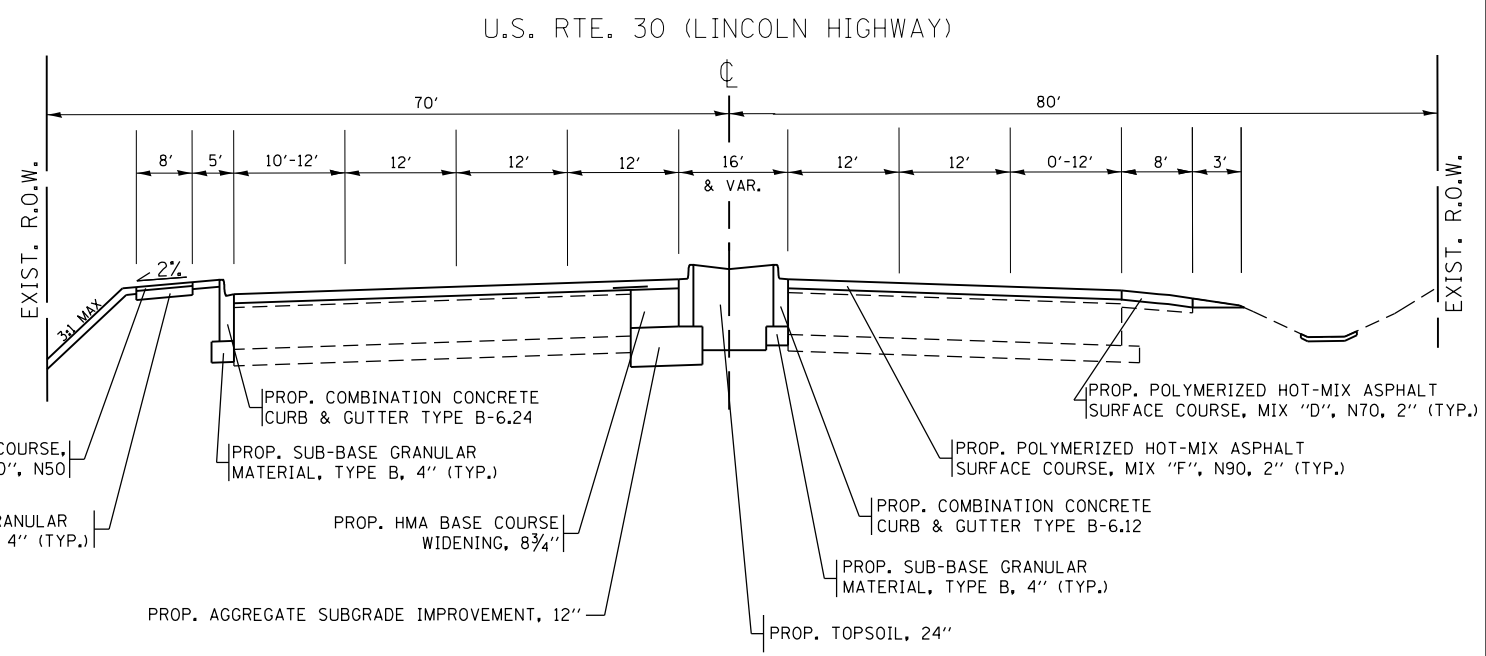 U.S. RTE. 30 (LINCOLN HIGHWAY)
℄
70'
80'
8'
5'
10'-12'
12'
12'
12'
16'
& VAR.
12'
12'
0'-12'
8'
3'
EXIST. R.O.W.
EXIST. R.O.W.
2%
3:1 MAX
PROP. COMBINATION CONCRETE
CURB & GUTTER TYPE B-6.24
COURSE,
", N50
PROP. SUB-BASE GRANULAR
MATERIAL, TYPE B, 4" (TYP.)
4" (TYP.)
PROP. HMA BASE COURSE
WIDENING, 8¾"
PROP. AGGREGATE SUBGRADE IMPROVEMENT, 12"
PROP. POLYMERIZED HOT-MIX ASPHALT
SURFACE COURSE, MIX "D", N70, 2" (TYP.)
PROP. POLYMERIZED HOT-MIX ASPHALT
SURFACE COURSE, MIX "F", N90, 2" (TYP.)
PROP. COMBINATION CONCRETE
CURB & GUTTER TYPE B-6.12
PROP. SUB-BASE GRANULAR
MATERIAL, TYPE B, 4" (TYP.)
PROP. TOPSOIL, 24"